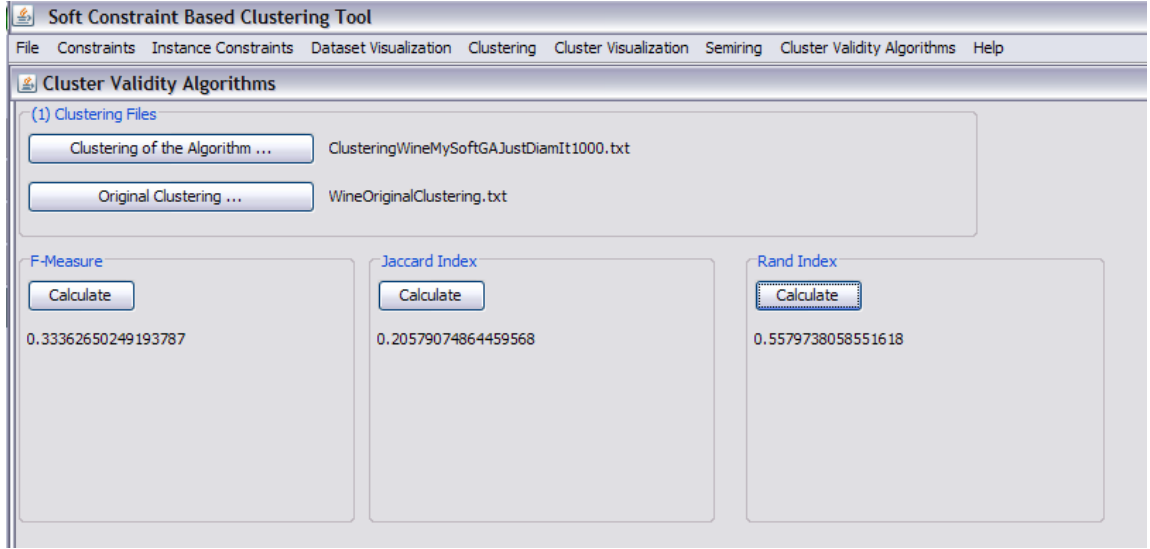 Soft Constraint Based Clustering Tool
File Constraints Instance Constraints Dataset Visualization Clustering Cluster Visualization Semiring Cluster Validity Algorithms Help
Cluster Validity Algorithms
(1) Clustering Files
Clustering of the Algorithm ... ClusteringWineMySoftGAJustDiamIt1000.txt
Original Clustering ... WineOriginalClustering.txt
F-Measure Jaccard Index Rand Index
Calculate Calculate Calculate
0.33362650249193787 0.20579074864459568 0.5579738058551618